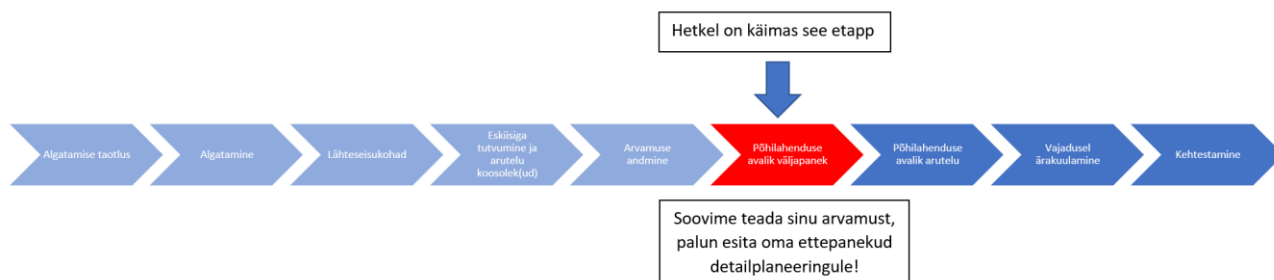 Hetkel on käimas see etapp
Algatamise taotlus
Algatamine
Lähteseisukohad
Eskiisiga
tutvumine ja
arutelu
koosolek(ud)
Arvamuse
andmine
Põhilahenduse
avalik väljapanek
Põhilahenduse
avalik arutelu
Vajadusel
ärakuulamine
Kehtestamine
Soovime teada sinu arvamust,
palun esita oma ettepanekud
detailplaneeringule!